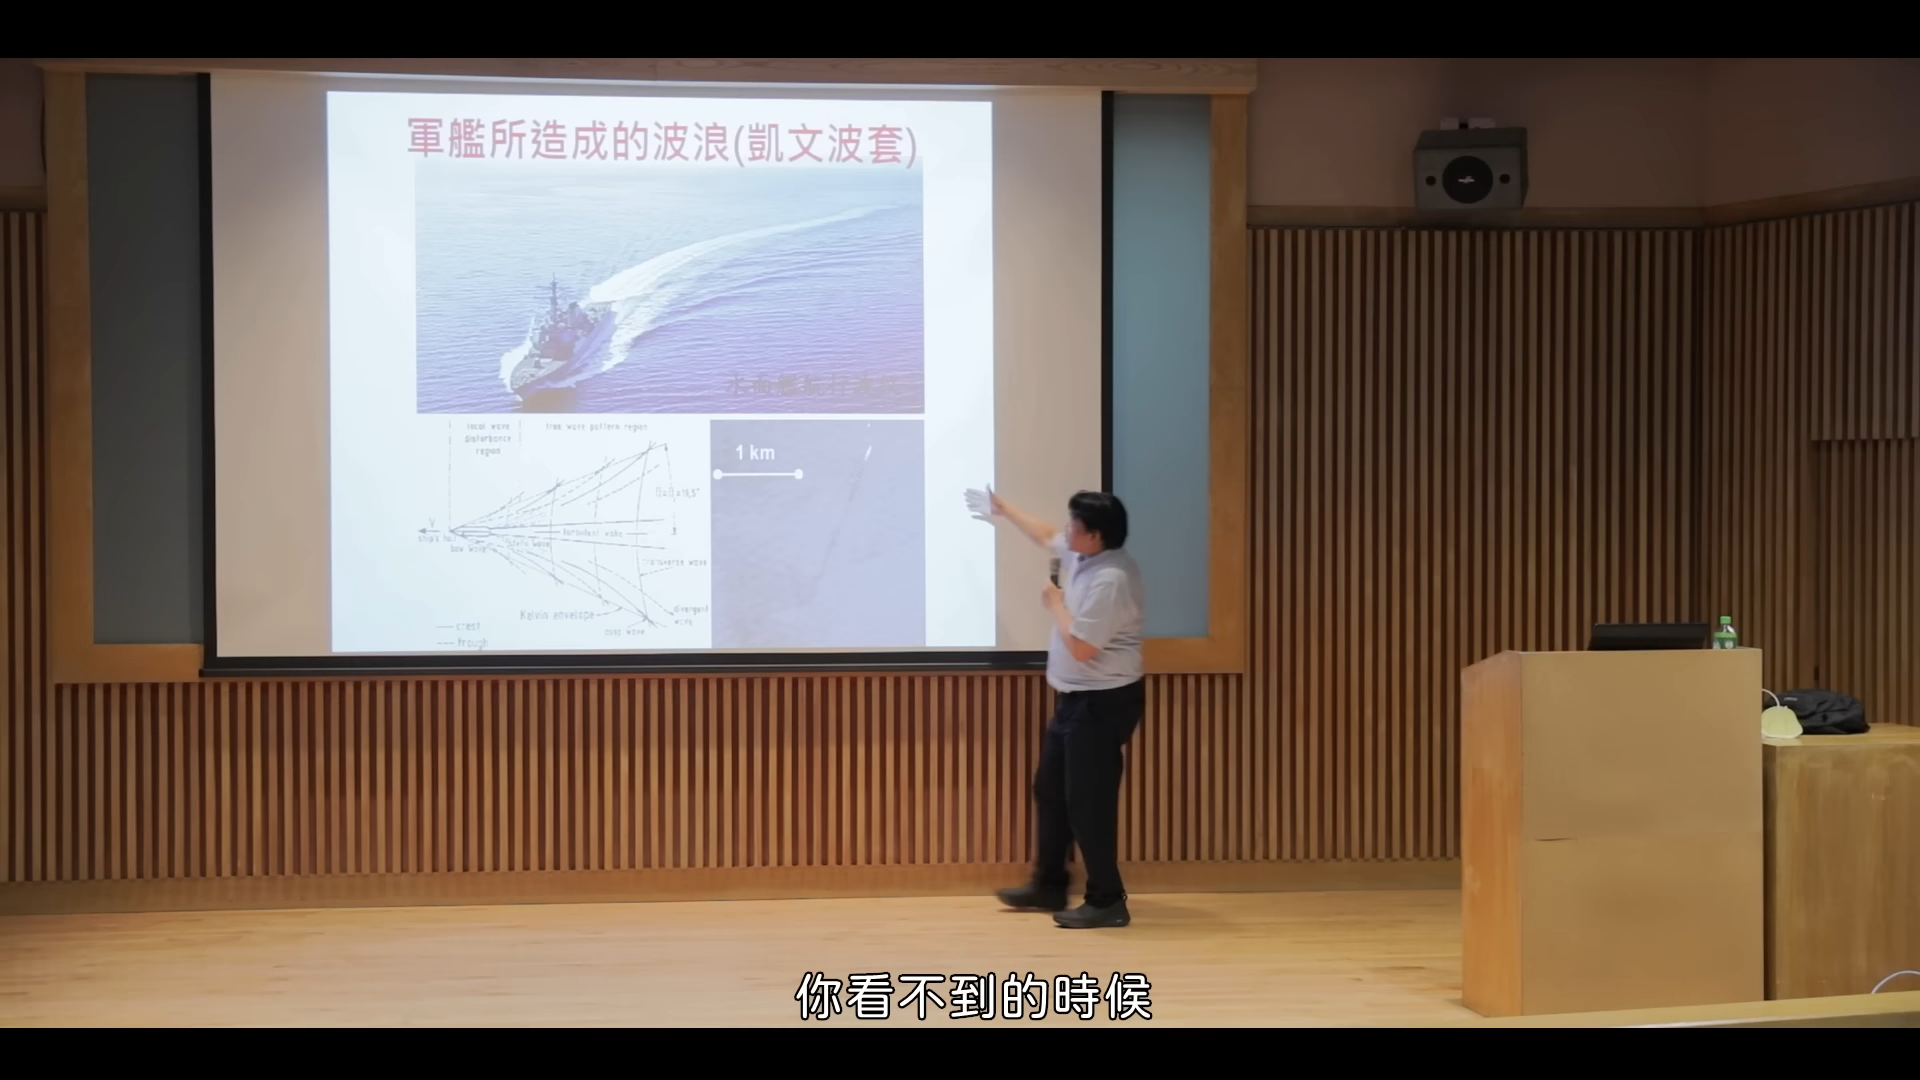 軍艦所造成的波浪(凱文波套)
local wave
disturbance
region
free wave pattern region
1 km
V
ship's hull
bow wave
turbulent wake
transverse wave
Kelvin envelope
divergent
wave
cusp wave
crest
trough
你看不到的時候